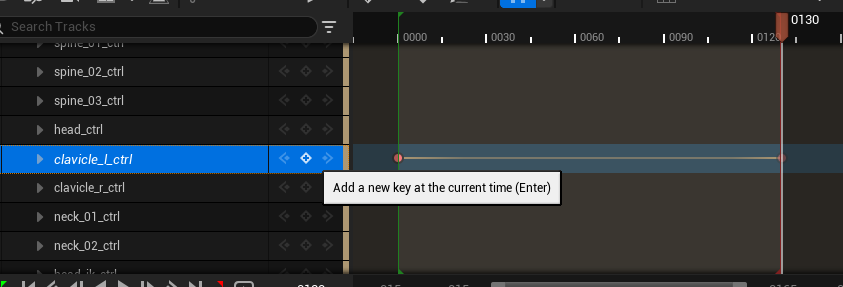 0130
Search Tracks
0000 0030 0060 0090 0120
spine_01_ctrl
spine_02_ctrl
spine_03_ctrl
head_ctrl
clavicle_l_ctrl
Add a new key at the current time (Enter)
clavicle_r_ctrl
neck_01_ctrl
neck_02_ctrl
head_ik_ctrl